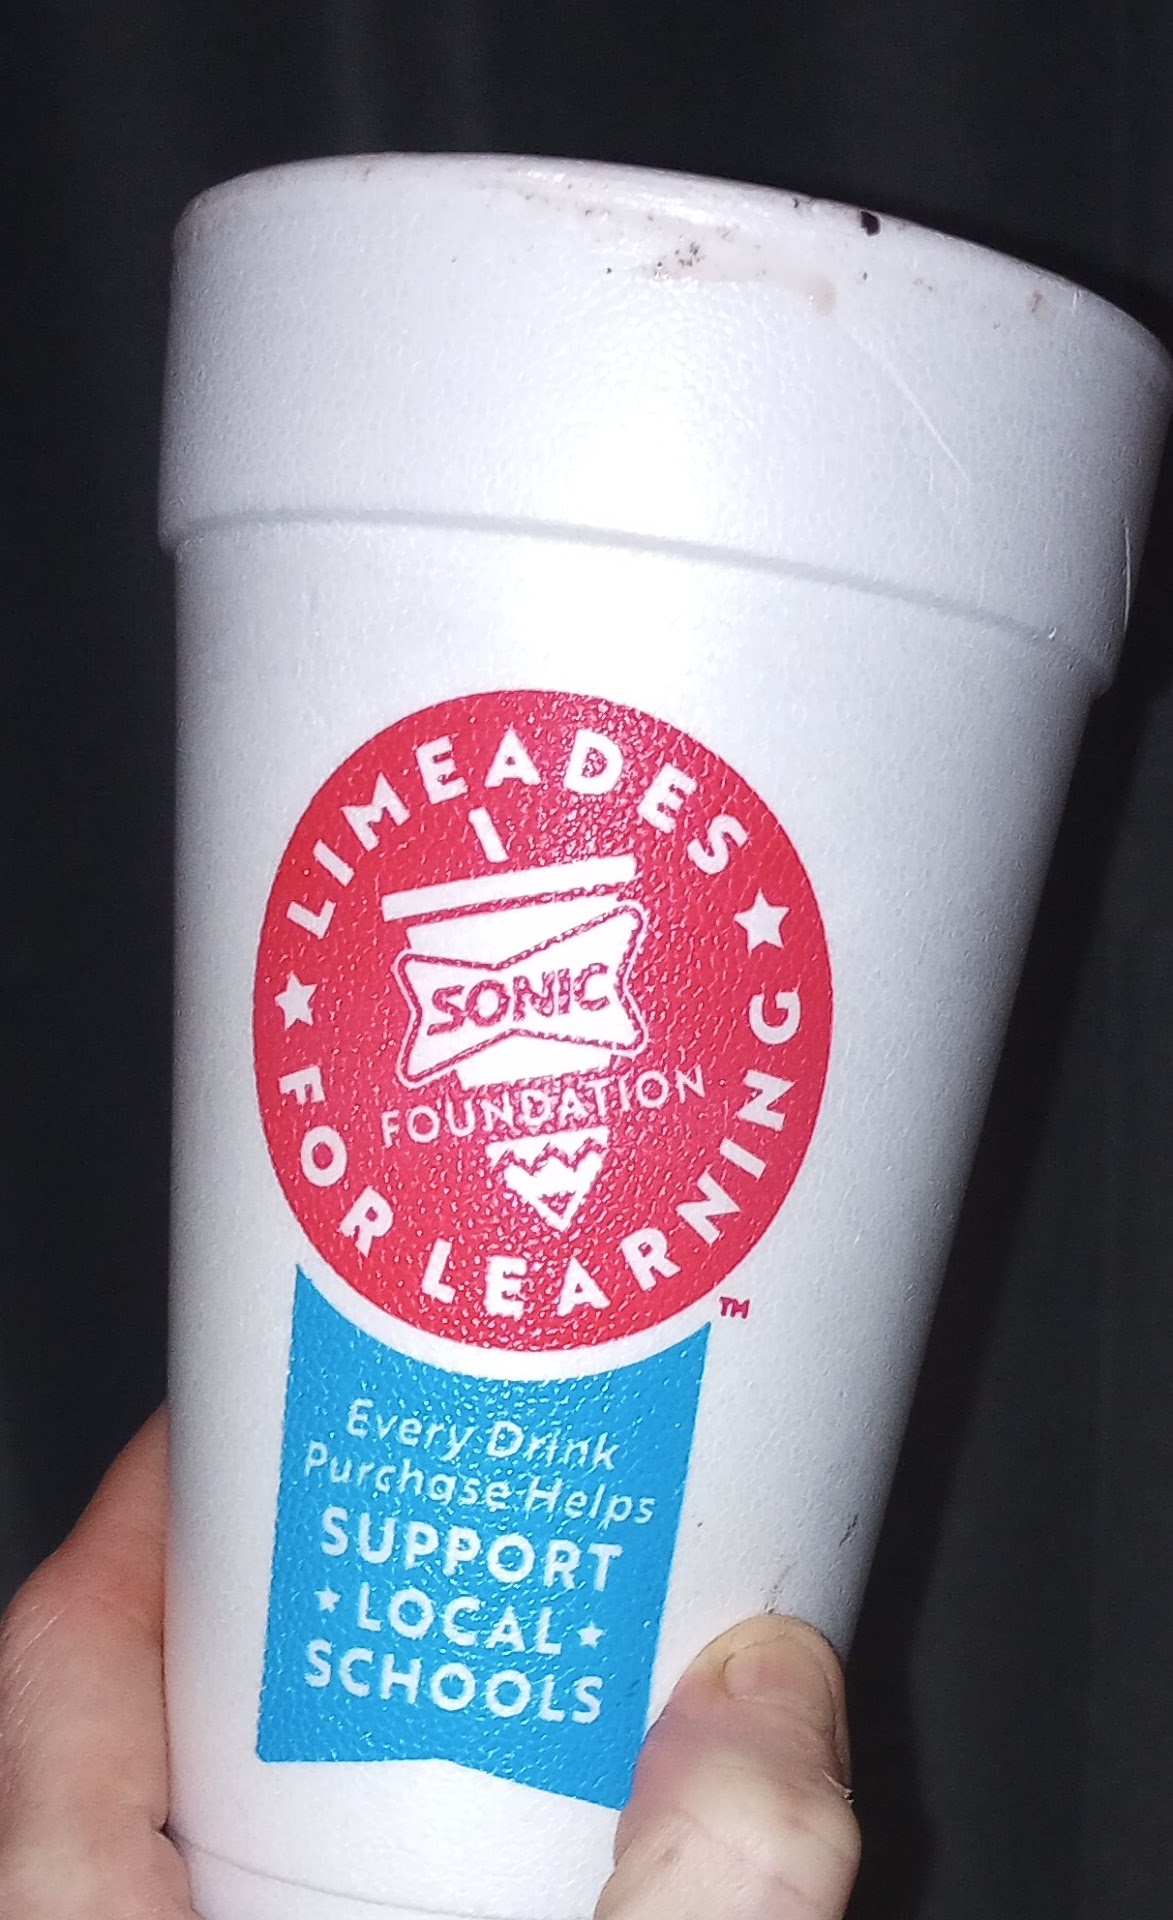 LIMEADES
SONIC
FOUNDATION
FOR LEARNING
TM
Every Drink
Purchase Helps
SUPPORT
LOCAL
SCHOOLS